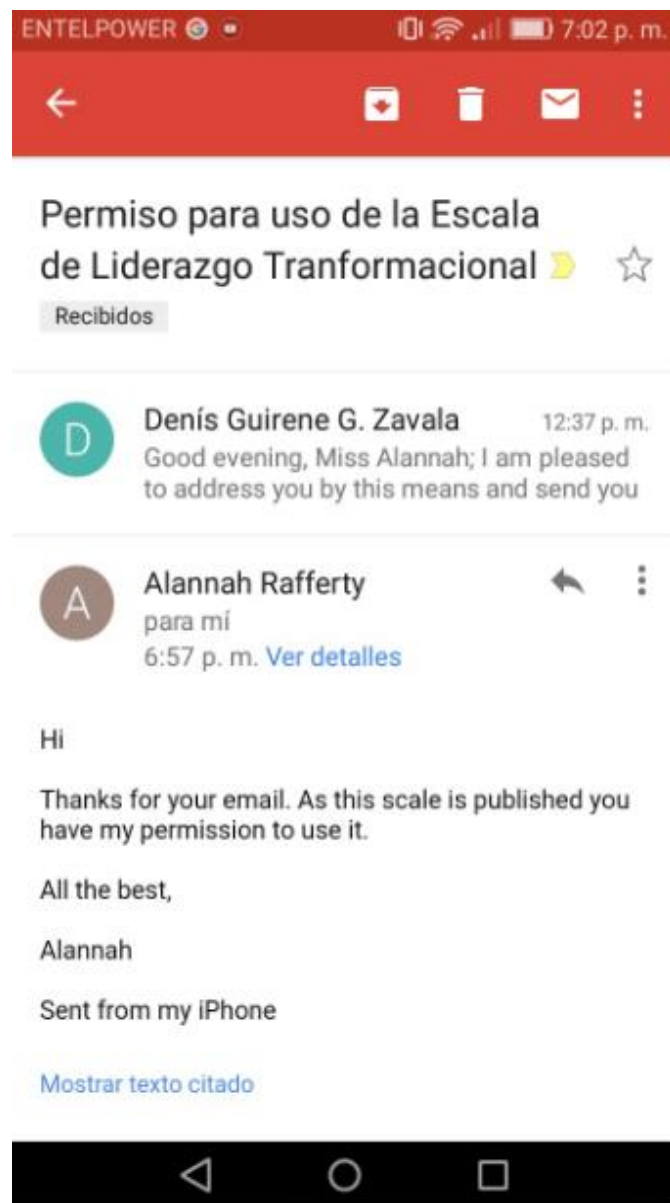 ENTELPOWER 7:02 p. m.
Permiso para uso de la Escala
de Liderazgo Tranformacional
Recibidos
D
Denís Guirene G. Zavala 12:37 p. m.
Good evening, Miss Alannah; I am pleased
to address you by this means and send you
A
Alannah Rafferty
para mí
6:57 p. m. Ver detalles
Hi
Thanks for your email. As this scale is published you
have my permission to use it.
All the best,
Alannah
Sent from my iPhone
Mostrar texto citado